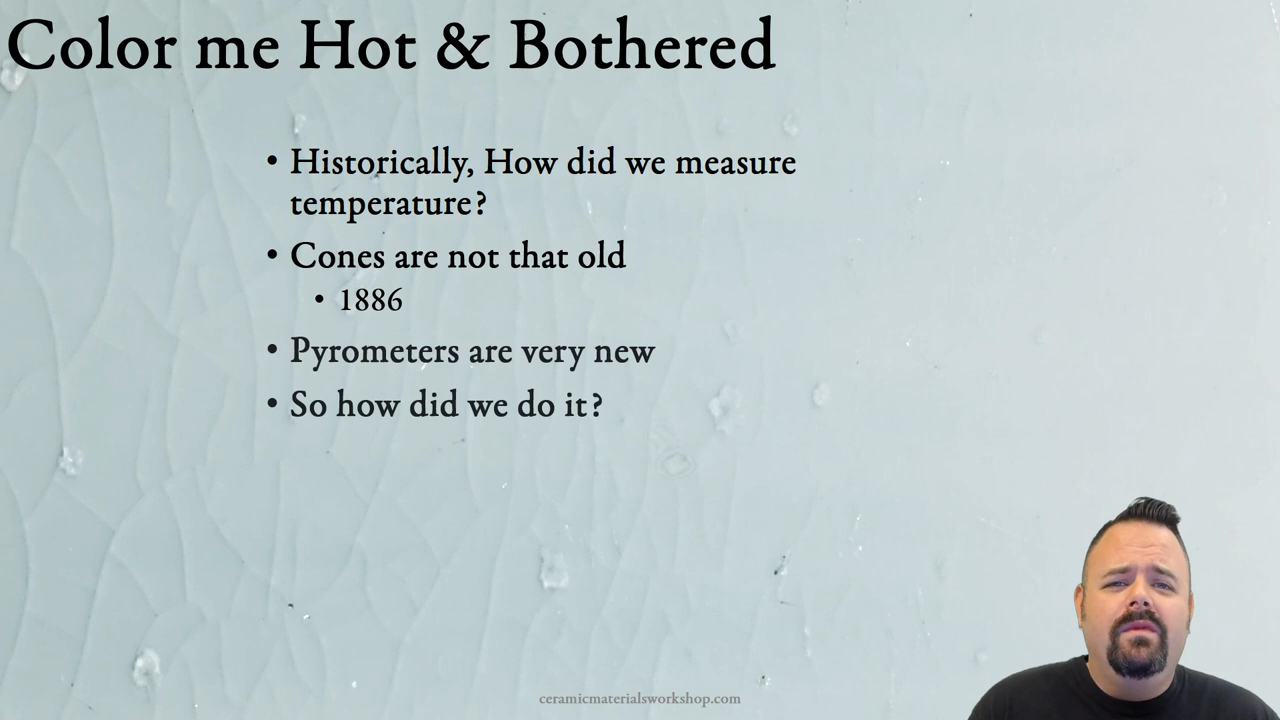 Color me Hot & Bothered
• Historically, How did we measure
temperature?
• Cones are not that old
• 1886
• Pyrometers are very new
• So how did we do it?
ceramicmaterialsworkshop.com